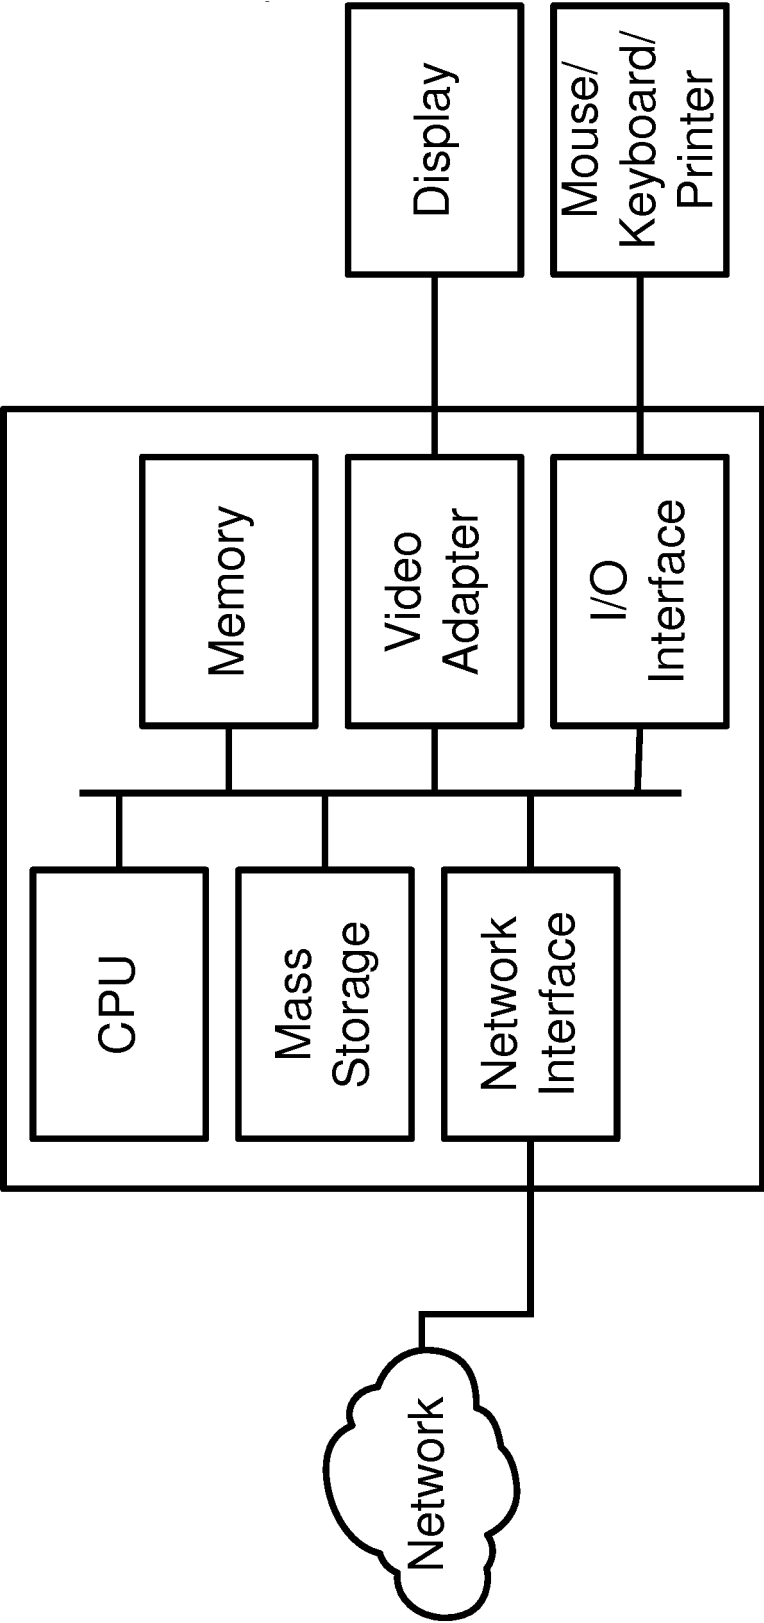 CPU
Memory
Mass
Storage
Video
Adapter
Display
Network
Interface
I/O
Interface
Mouse/
Keyboard/
Printer
Network